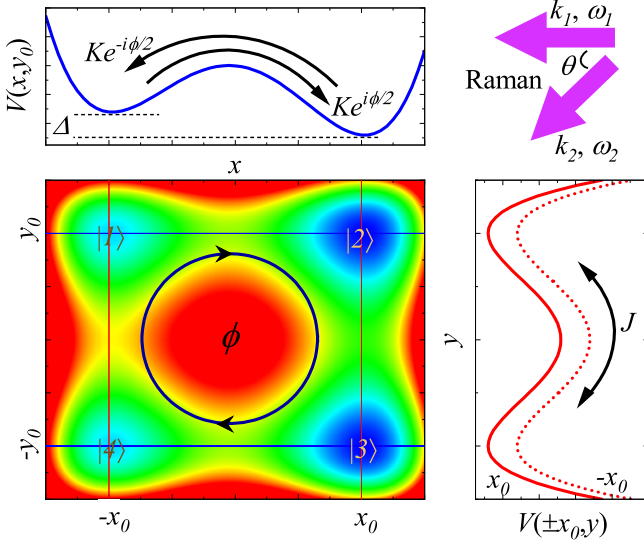 V(x,y₀)
Ke^{-iϕ/2}
Ke^{iϕ/2}
Δ
x
k₁, ω₁
Raman
θ
k₂, ω₂
y₀
-y₀
|1⟩
|2⟩
ϕ
|4⟩
|3⟩
-x₀
x₀
y
J
x₀
-x₀
V(±x₀,y)